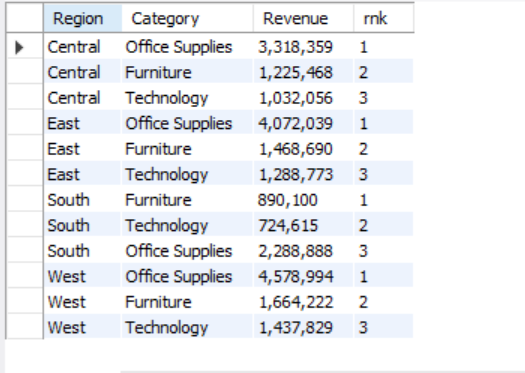 Region Category Revenue rnk
Central Office Supplies 3,318,359 1
Central Furniture 1,225,468 2
Central Technology 1,032,056 3
East Office Supplies 4,072,039 1
East Furniture 1,468,690 2
East Technology 1,288,773 3
South Furniture 890,100 1
South Technology 724,615 2
South Office Supplies 2,288,888 3
West Office Supplies 4,578,994 1
West Furniture 1,664,222 2
West Technology 1,437,829 3